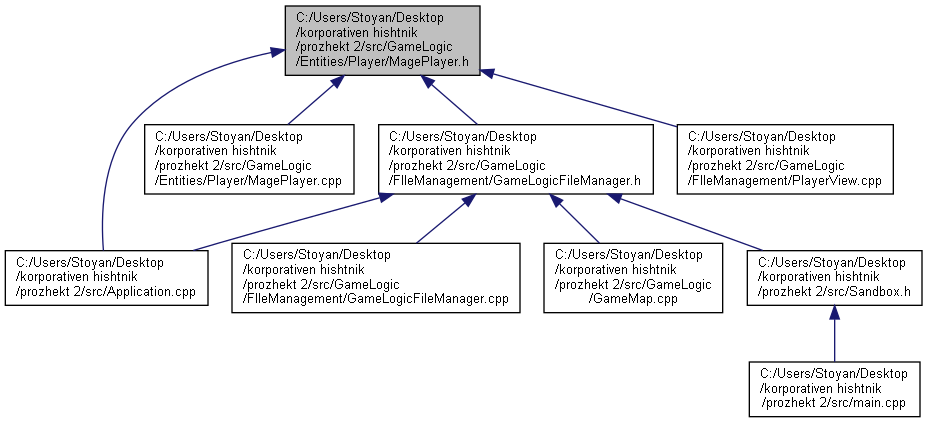 C:/Users/Stoyan/Desktop
/korporativen hishtnik
/prozhekt 2/src/GameLogic
/Entities/Player/MagePlayer.h
C:/Users/Stoyan/Desktop
/korporativen hishtnik
/prozhekt 2/src/GameLogic
/Entities/Player/MagePlayer.cpp
C:/Users/Stoyan/Desktop
/korporativen hishtnik
/prozhekt 2/src/GameLogic
/FIleManagement/GameLogicFileManager.h
C:/Users/Stoyan/Desktop
/korporativen hishtnik
/prozhekt 2/src/GameLogic
/FIleManagement/PlayerView.cpp
C:/Users/Stoyan/Desktop
/korporativen hishtnik
/prozhekt 2/src/Application.cpp
C:/Users/Stoyan/Desktop
/korporativen hishtnik
/prozhekt 2/src/GameLogic
/FIleManagement/GameLogicFileManager.cpp
C:/Users/Stoyan/Desktop
/korporativen hishtnik
/prozhekt 2/src/GameLogic
/GameMap.cpp
C:/Users/Stoyan/Desktop
/korporativen hishtnik
/prozhekt 2/src/Sandbox.h
C:/Users/Stoyan/Desktop
/korporativen hishtnik
/prozhekt 2/src/main.cpp